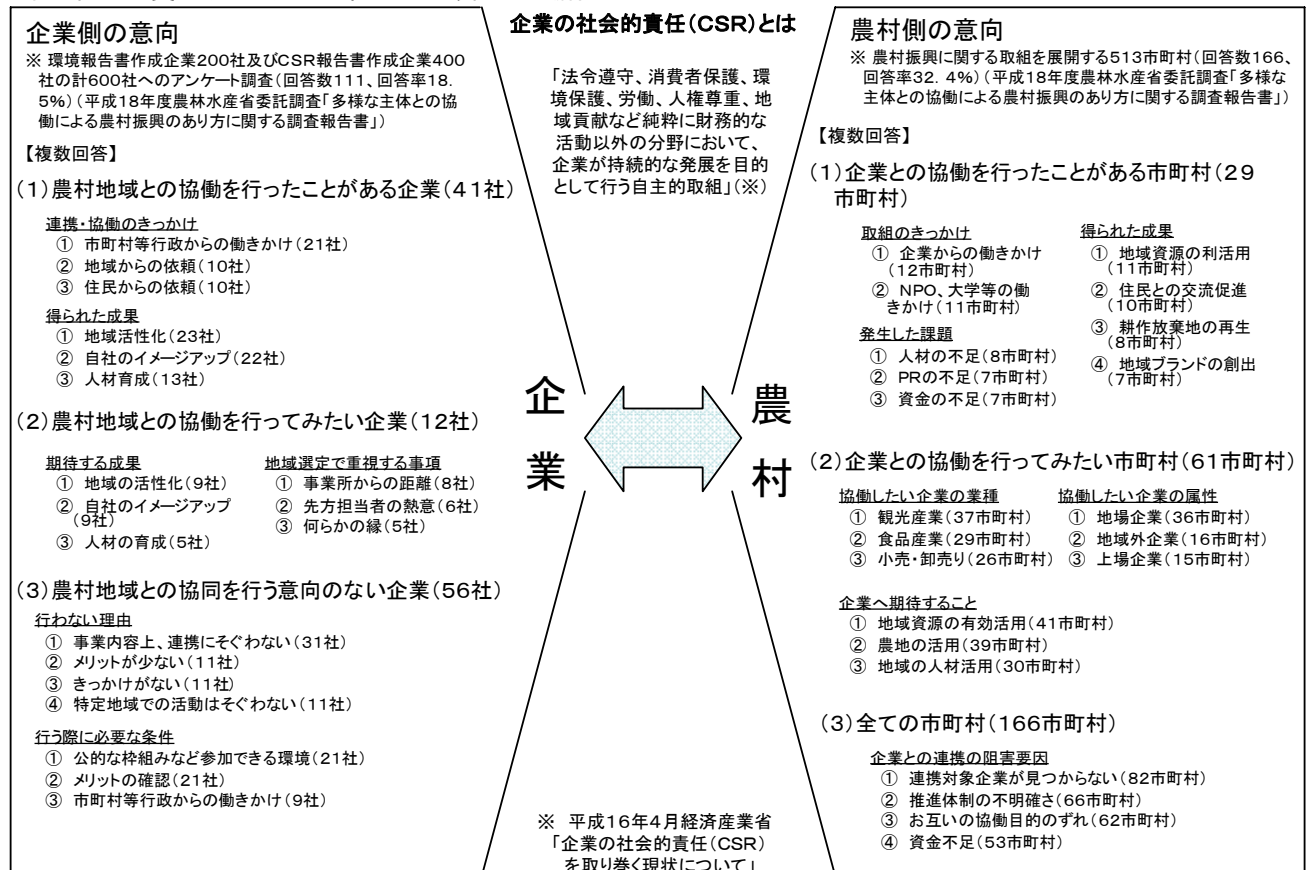 企業側の意向
※ 環境報告書作成企業200社及びCSR報告書作成企業400
社の計600社へのアンケート調査(回答数111、回答率18.
5%)(平成18年度農林水産省委託調査「多様な主体との協
働による農村振興のあり方に関する調査報告書」)
【複数回答】
(1)農村地域との協働を行ったことがある企業(41社)
連携・協働のきっかけ
① 市町村等行政からの働きかけ(21社)
② 地域からの依頼(10社)
③ 住民からの依頼(10社)
得られた成果
① 地域活性化(23社)
② 自社のイメージアップ(22社)
③ 人材育成(13社)
(2)農村地域との協働を行ってみたい企業(12社)
期待する成果
① 地域の活性化(9社)
② 自社のイメージアップ
(9社)
③ 人材の育成(5社)
地域選定で重視する事項
① 事業所からの距離(8社)
② 先方担当者の熱意(6社)
③ 何らかの縁(5社)
(3)農村地域との協同を行う意向のない企業(56社)
行わない理由
① 事業内容上、連携にそぐわない(31社)
② メリットが少ない(11社)
③ きっかけがない(11社)
④ 特定地域での活動はそぐわない(11社)
行う際に必要な条件
① 公的な枠組みなど参加できる環境(21社)
② メリットの確認(21社)
③ 市町村等行政からの働きかけ(9社)
企業の社会的責任(CSR)とは
「法令遵守、消費者保護、環
境保護、労働、人権尊重、地
域貢献など純粋に財務的な
活動以外の分野において、
企業が持続的な発展を目的
として行う自主的取組」(※)
企業
農村
※ 平成16年4月経済産業省
「企業の社会的責任(CSR)
を取り巻く現状について」
農村側の意向
※ 農村振興に関する取組を展開する513市町村(回答数166、
回答率32.4%)(平成18年度農林水産省委託調査「多様な
主体との協働による農村振興のあり方に関する調査報告書」)
【複数回答】
(1)企業との協働を行ったことがある市町村(29
市町村)
取組のきっかけ
① 企業からの働きかけ
(12市町村)
② NPO、大学等の働
きかけ(11市町村)
発生した課題
① 人材の不足(8市町村)
② PRの不足(7市町村)
③ 資金の不足(7市町村)
得られた成果
① 地域資源の利活用
(11市町村)
② 住民との交流促進
(10市町村)
③ 耕作放棄地の再生
(8市町村)
④ 地域ブランドの創出
(7市町村)
(2)企業との協働を行ってみたい市町村(61市町村)
協働したい企業の業種
① 観光産業(37市町村)
② 食品産業(29市町村)
③ 小売・卸売り(26市町村)
協働したい企業の属性
① 地場企業(36市町村)
② 地域外企業(16市町村)
③ 上場企業(15市町村)
企業へ期待すること
① 地域資源の有効活用(41市町村)
② 農地の活用(39市町村)
③ 地域の人材活用(30市町村)
(3)全ての市町村(166市町村)
企業との連携の阻害要因
① 連携対象企業が見つからない(82市町村)
② 推進体制の不明確さ(66市町村)
③ お互いの協働目的のずれ(62市町村)
④ 資金不足(53市町村)